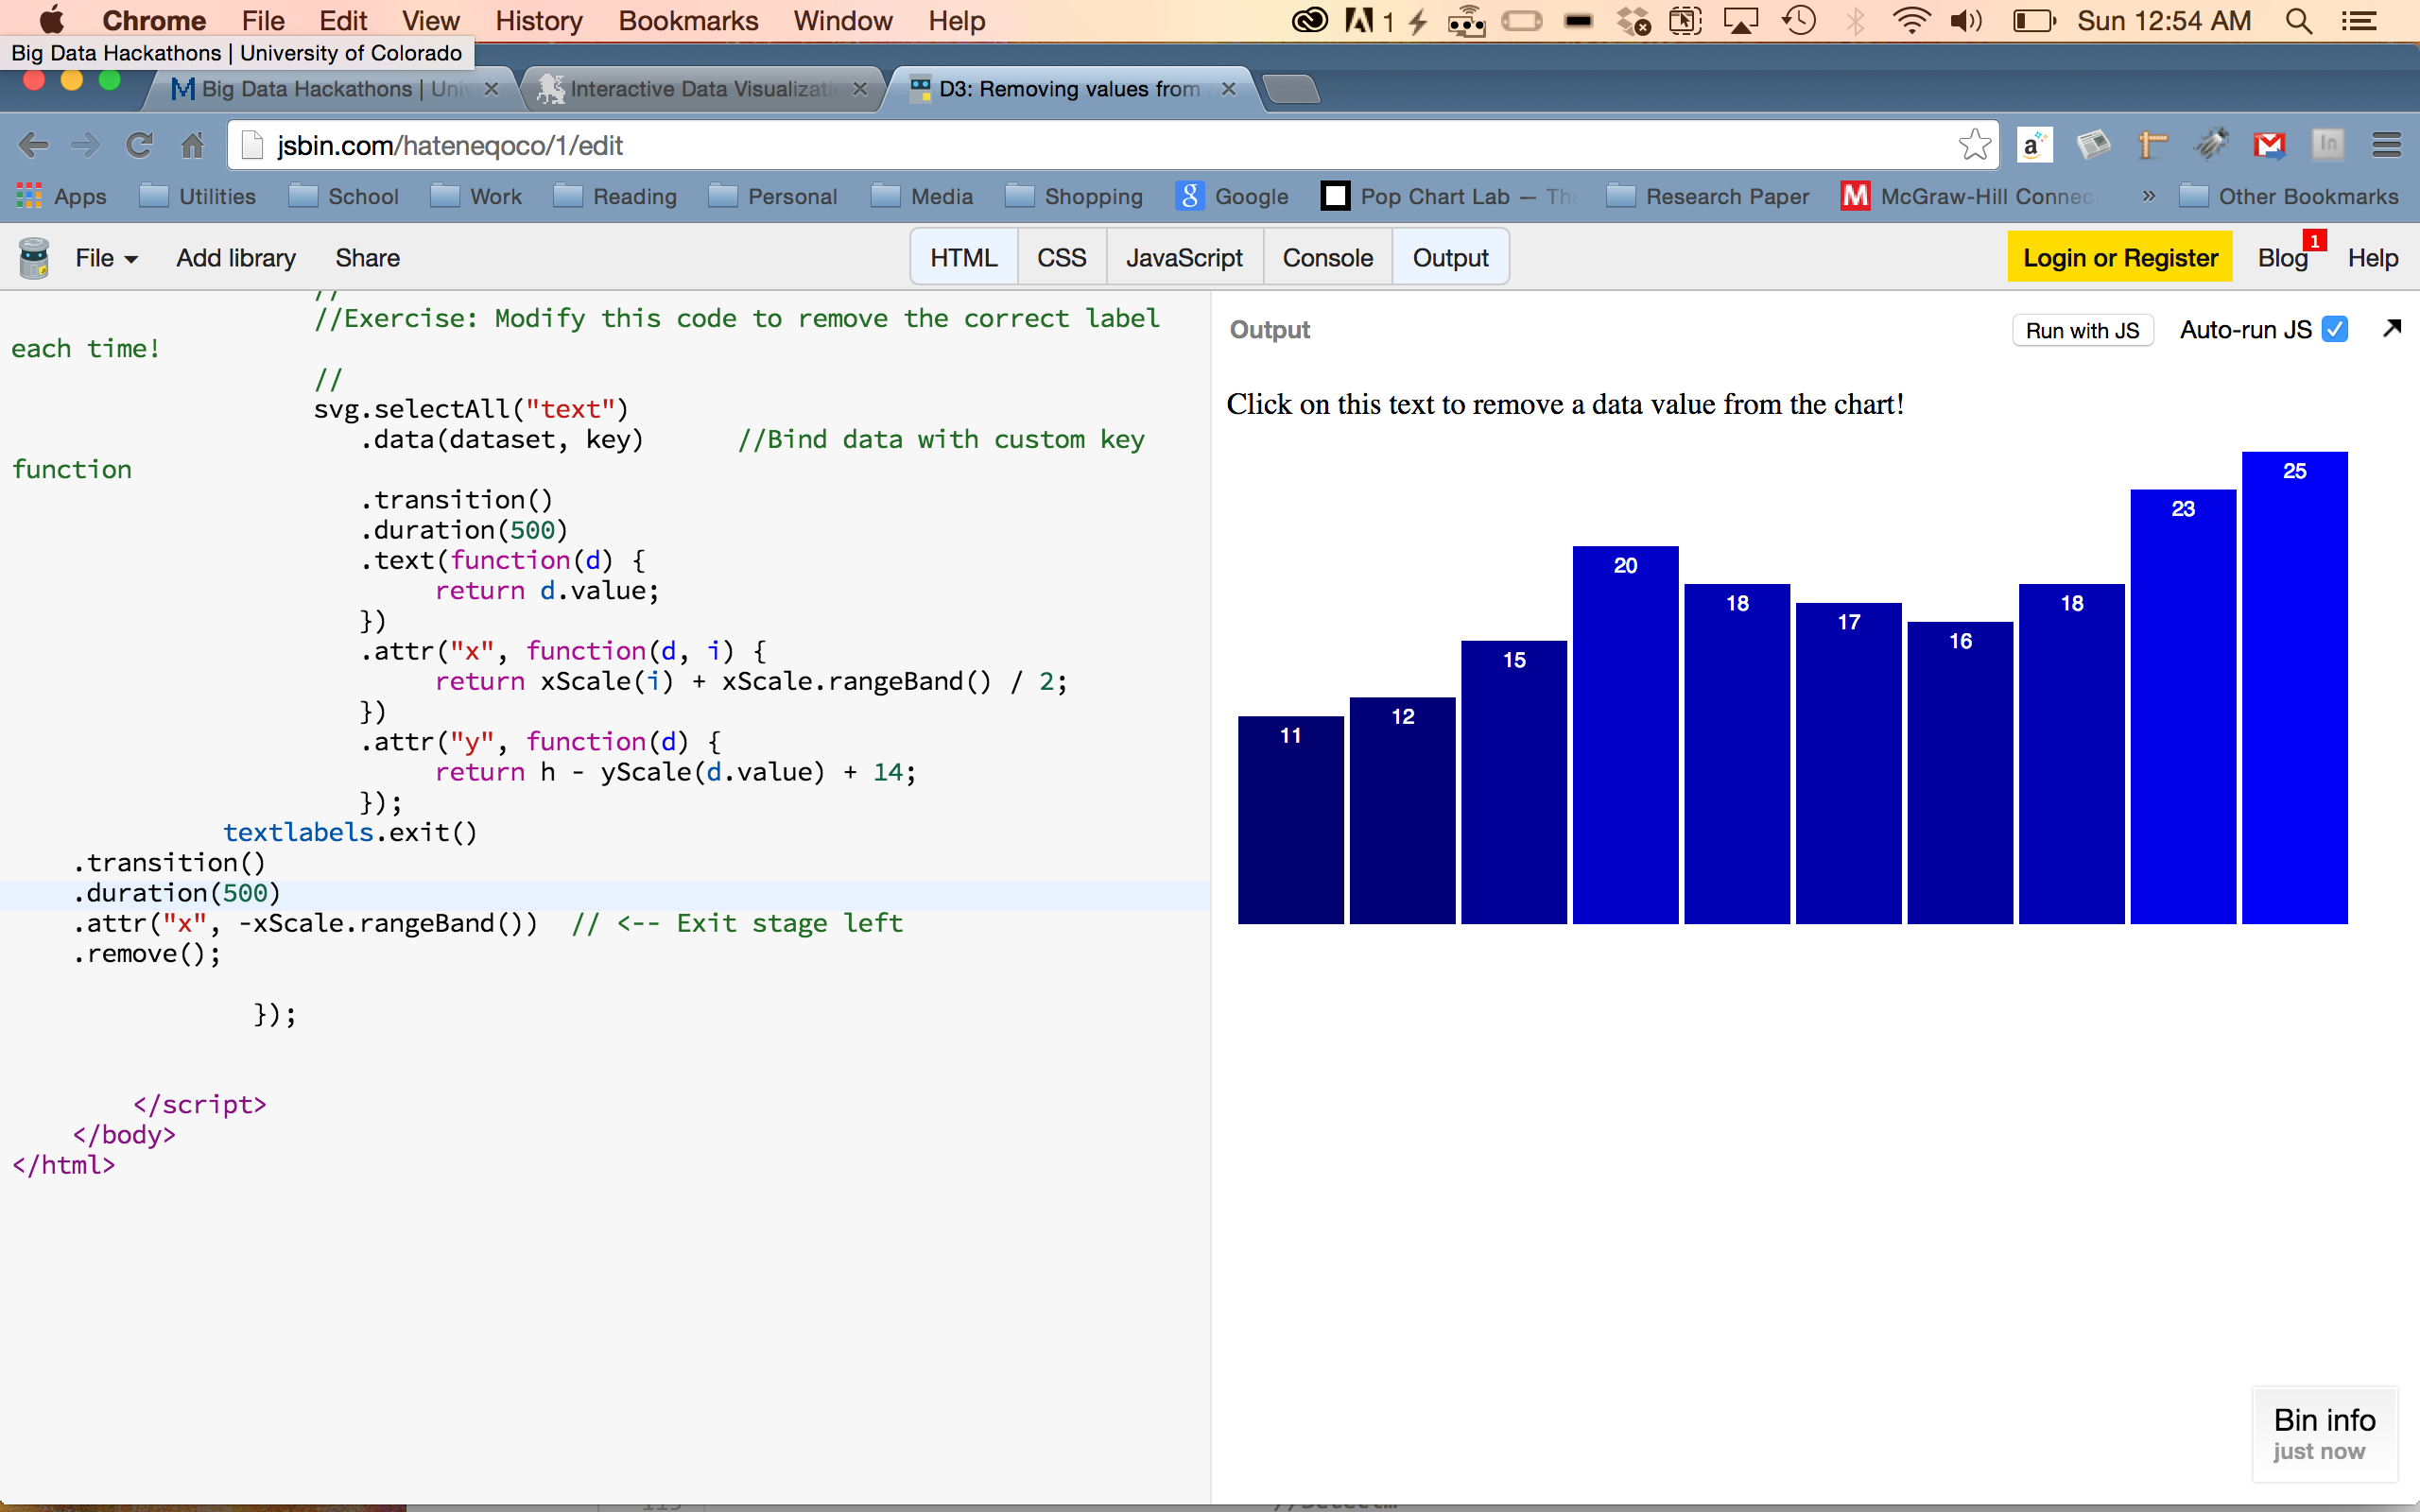 Chrome File Edit View History Bookmarks Window Help 1 Sun 12:54 AM
Big Data Hackathons | University of Colorado
Big Data Hackathons | Univ Interactive Data Visualizati D3: Removing values from
jsbin.com/hateneqoco/1/edit
Apps Utilities School Work Reading Personal Media Shopping Google Pop Chart Lab — The Research Paper McGraw-Hill Connec » Other Bookmarks
File Add library Share HTML CSS JavaScript Console Output Login or Register Blog 1 Help
//
//Exercise: Modify this code to remove the correct label
each time!
//
svg.selectAll("text")
.data(dataset, key) //Bind data with custom key
function
.transition()
.duration(500)
.text(function(d) {
return d.value;
})
.attr("x", function(d, i) {
return xScale(i) + xScale.rangeBand() / 2;
})
.attr("y", function(d) {
return h - yScale(d.value) + 14;
});
textlabels.exit()
.transition()
.duration(500)
.attr("x", -xScale.rangeBand()) // <-- Exit stage left
.remove();
});
</script>
</body>
</html>
Output Run with JS Auto-run JS
Click on this text to remove a data value from the chart!
11 12 15 20 18 17 16 18 23 25
Bin info
just now